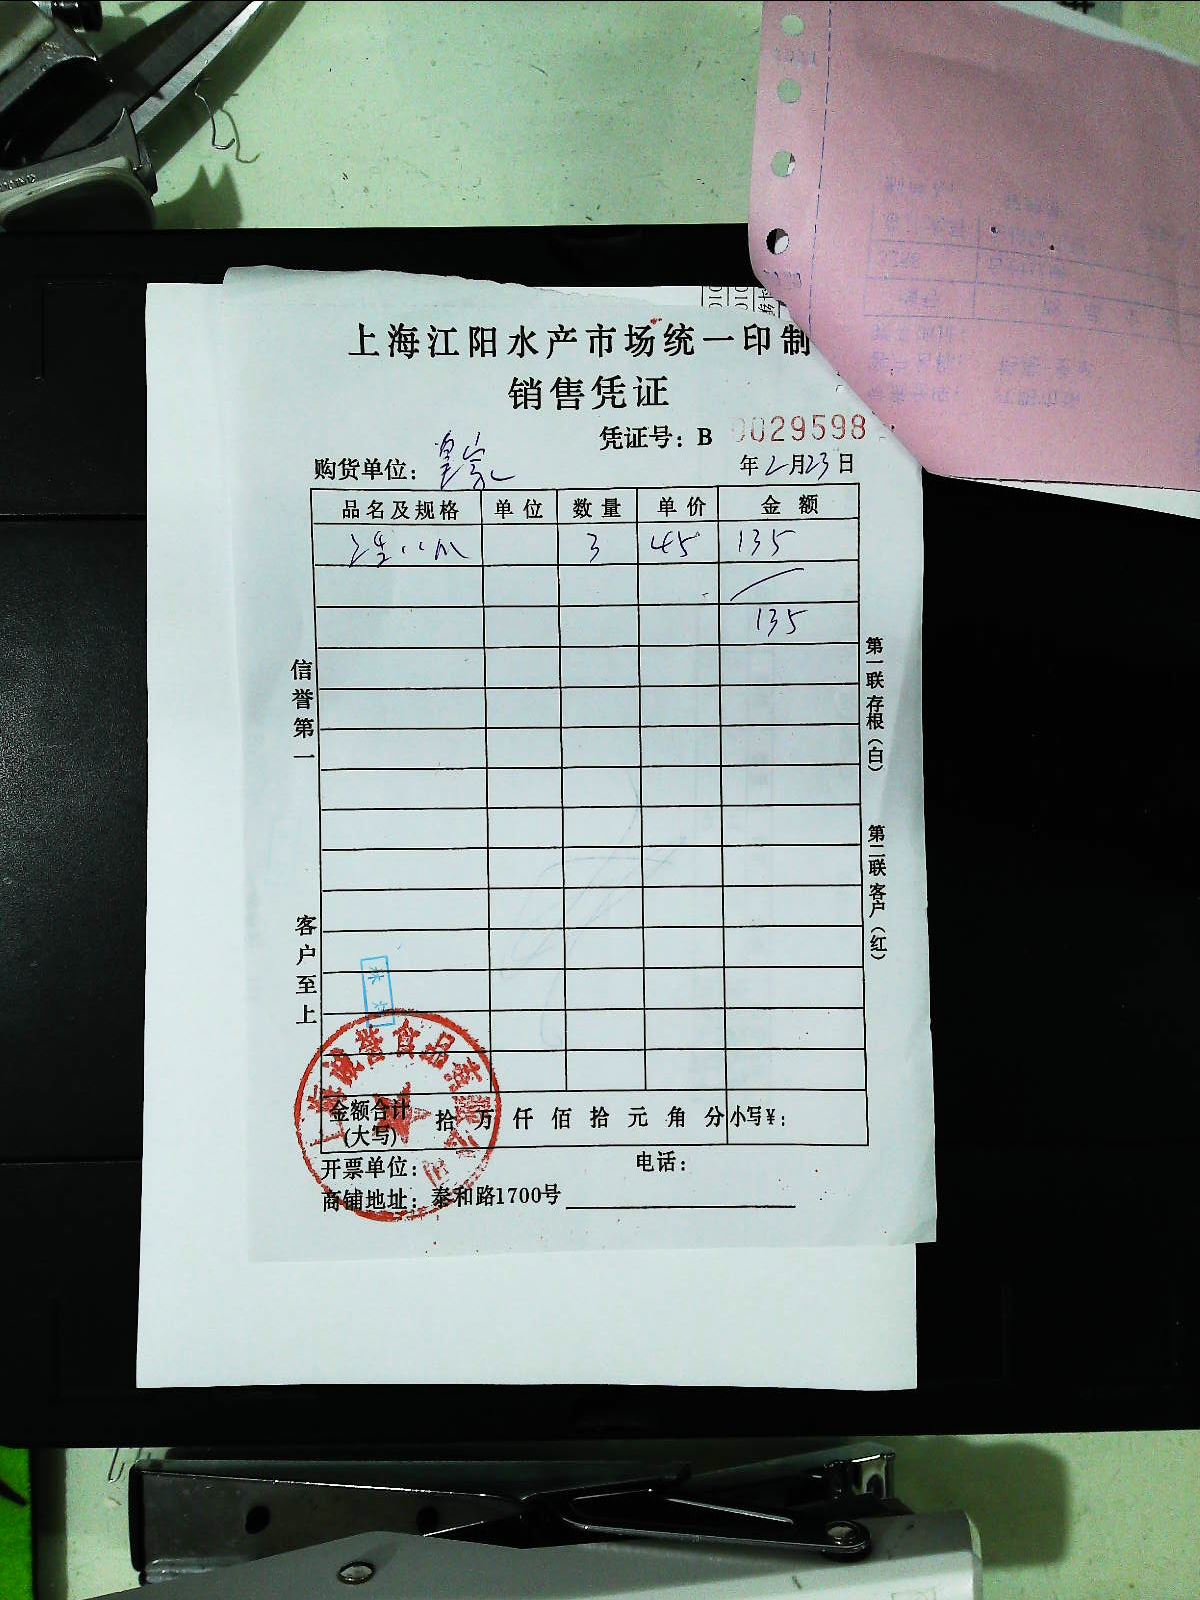 上海江阳水产市场统一印制
销售凭证
凭证号：B 0029598
购货单位：皇家
年2月23日
品名及规格 单位 数量 单价 金额
3 45 135
135
信誉第一
客户至上
第一联存根（白）
第二联客户（红）
金额合计(大写) 拾 万 仟 佰 拾 元 角 分 小写¥：
开票单位： 电话：
商铺地址：泰和路1700号